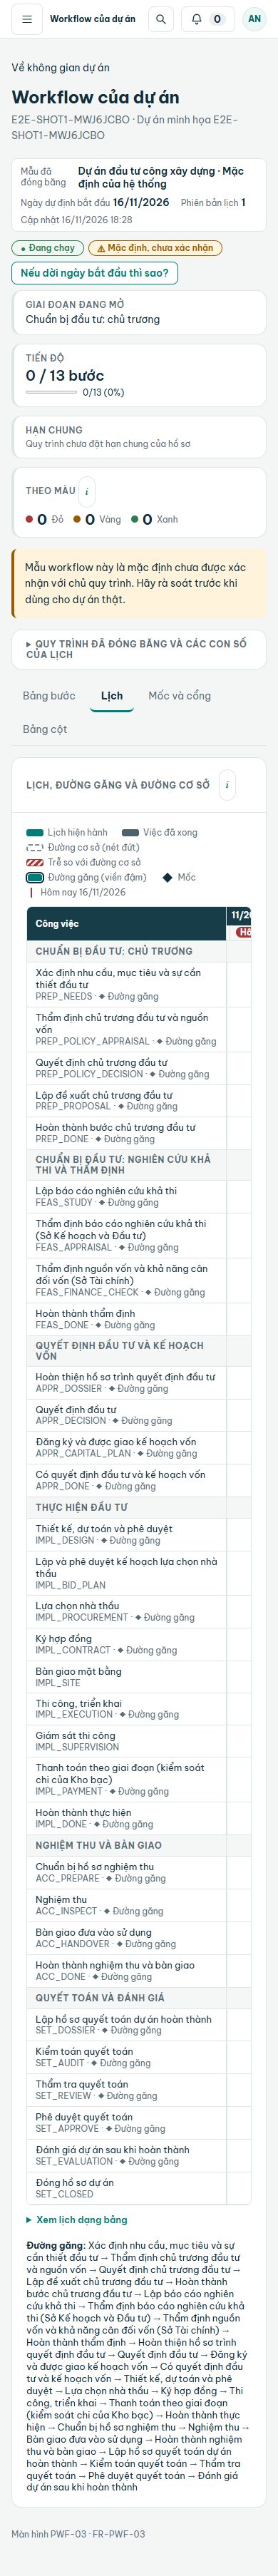 Workflow của dự án
0
AN
Về không gian dự án
Workflow của dự án
E2E-SHOT1-MWJ6JCBO · Dự án minh họa E2E-
SHOT1-MWJ6JCBO
Mẫu đã
đóng băng
Dự án đầu tư công xây dựng · Mặc
định của hệ thống
Ngày dự định bắt đầu 16/11/2026 Phiên bản lịch 1
Cập nhật 16/11/2026 18:28
Đang chạy
Mặc định, chưa xác nhận
Nếu dời ngày bắt đầu thì sao?
GIAI ĐOẠN ĐANG MỞ
Chuẩn bị đầu tư: chủ trương
TIẾN ĐỘ
0 / 13 bước
0/13 (0%)
HẠN CHUNG
Quy trình chưa đặt hạn chung của hồ sơ
THEO MÀU i
0 Đỏ 0 Vàng 0 Xanh
Mẫu workflow này là mặc định chưa được xác
nhận với chủ quy trình. Hãy rà soát trước khi
dùng cho dự án thật.
QUY TRÌNH ĐÃ ĐÓNG BĂNG VÀ CÁC CON SỐ
CỦA LỊCH
Bảng bước Lịch Mốc và cổng
Bảng cột
LỊCH, ĐƯỜNG GĂNG VÀ ĐƯỜNG CƠ SỞ i
Lịch hiện hành Việc đã xong
Đường cơ sở (nét đứt)
Trễ so với đường cơ sở
Đường găng (viền đậm) Mốc
Hôm nay 16/11/2026
Công việc 11/20
Hô
CHUẨN BỊ ĐẦU TƯ: CHỦ TRƯƠNG
Xác định nhu cầu, mục tiêu và sự cần
thiết đầu tư
PREP_NEEDS · ◆ Đường găng
Thẩm định chủ trương đầu tư và nguồn
vốn
PREP_POLICY_APPRAISAL · ◆ Đường găng
Quyết định chủ trương đầu tư
PREP_POLICY_DECISION · ◆ Đường găng
Lập đề xuất chủ trương đầu tư
PREP_PROPOSAL · ◆ Đường găng
Hoàn thành bước chủ trương đầu tư
PREP_DONE · ◆ Đường găng
CHUẨN BỊ ĐẦU TƯ: NGHIÊN CỨU KHẢ
THI VÀ THẨM ĐỊNH
Lập báo cáo nghiên cứu khả thi
FEAS_STUDY · ◆ Đường găng
Thẩm định báo cáo nghiên cứu khả thi
(Sở Kế hoạch và Đầu tư)
FEAS_APPRAISAL · ◆ Đường găng
Thẩm định nguồn vốn và khả năng cân
đối vốn (Sở Tài chính)
FEAS_FINANCE_CHECK · ◆ Đường găng
Hoàn thành thẩm định
FEAS_DONE · ◆ Đường găng
QUYẾT ĐỊNH ĐẦU TƯ VÀ KẾ HOẠCH
VỐN
Hoàn thiện hồ sơ trình quyết định đầu tư
APPR_DOSSIER · ◆ Đường găng
Quyết định đầu tư
APPR_DECISION · ◆ Đường găng
Đăng ký và được giao kế hoạch vốn
APPR_CAPITAL_PLAN · ◆ Đường găng
Có quyết định đầu tư và kế hoạch vốn
APPR_DONE · ◆ Đường găng
THỰC HIỆN ĐẦU TƯ
Thiết kế, dự toán và phê duyệt
IMPL_DESIGN · ◆ Đường găng
Lập và phê duyệt kế hoạch lựa chọn nhà
thầu
IMPL_BID_PLAN
Lựa chọn nhà thầu
IMPL_PROCUREMENT · ◆ Đường găng
Ký hợp đồng
IMPL_CONTRACT · ◆ Đường găng
Bàn giao mặt bằng
IMPL_SITE
Thi công, triển khai
IMPL_EXECUTION · ◆ Đường găng
Giám sát thi công
IMPL_SUPERVISION
Thanh toán theo giai đoạn (kiểm soát
chi của Kho bạc)
IMPL_PAYMENT · ◆ Đường găng
Hoàn thành thực hiện
IMPL_DONE · ◆ Đường găng
NGHIỆM THU VÀ BÀN GIAO
Chuẩn bị hồ sơ nghiệm thu
ACC_PREPARE · ◆ Đường găng
Nghiệm thu
ACC_INSPECT · ◆ Đường găng
Bàn giao đưa vào sử dụng
ACC_HANDOVER · ◆ Đường găng
Hoàn thành nghiệm thu và bàn giao
ACC_DONE · ◆ Đường găng
QUYẾT TOÁN VÀ ĐÁNH GIÁ
Lập hồ sơ quyết toán dự án hoàn thành
SET_DOSSIER · ◆ Đường găng
Kiểm toán quyết toán
SET_AUDIT · ◆ Đường găng
Thẩm tra quyết toán
SET_REVIEW · ◆ Đường găng
Phê duyệt quyết toán
SET_APPROVE · ◆ Đường găng
Đánh giá dự án sau khi hoàn thành
SET_EVALUATION · ◆ Đường găng
Đóng hồ sơ dự án
SET_CLOSED
Xem lịch dạng bảng
Đường găng: Xác định nhu cầu, mục tiêu và sự
cần thiết đầu tư → Thẩm định chủ trương đầu tư
và nguồn vốn → Quyết định chủ trương đầu tư →
Lập đề xuất chủ trương đầu tư → Hoàn thành
bước chủ trương đầu tư → Lập báo cáo nghiên
cứu khả thi → Thẩm định báo cáo nghiên cứu khả
thi (Sở Kế hoạch và Đầu tư) → Thẩm định nguồn
vốn và khả năng cân đối vốn (Sở Tài chính) →
Hoàn thành thẩm định → Hoàn thiện hồ sơ trình
quyết định đầu tư → Quyết định đầu tư → Đăng ký
và được giao kế hoạch vốn → Có quyết định đầu
tư và kế hoạch vốn → Thiết kế, dự toán và phê
duyệt → Lựa chọn nhà thầu → Ký hợp đồng → Thi
công, triển khai → Thanh toán theo giai đoạn
(kiểm soát chi của Kho bạc) → Hoàn thành thực
hiện → Chuẩn bị hồ sơ nghiệm thu → Nghiệm thu →
Bàn giao đưa vào sử dụng → Hoàn thành nghiệm
thu và bàn giao → Lập hồ sơ quyết toán dự án
hoàn thành → Kiểm toán quyết toán → Thẩm tra
quyết toán → Phê duyệt quyết toán → Đánh giá
dự án sau khi hoàn thành
Màn hình PWF-03 · FR-PWF-03